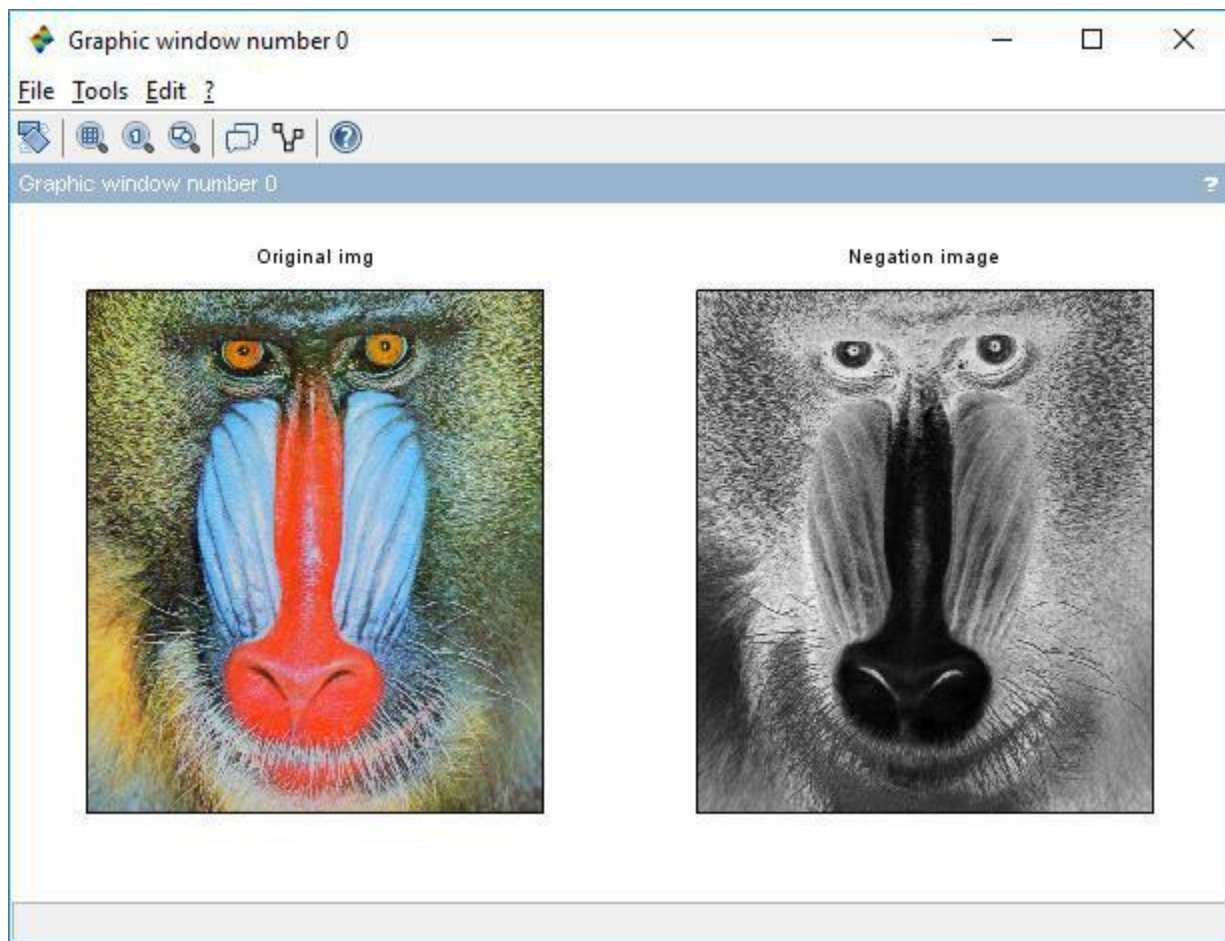 Graphic window number 0
File Tools Edit ?
Graphic window number 0 ?
Original img Negation image